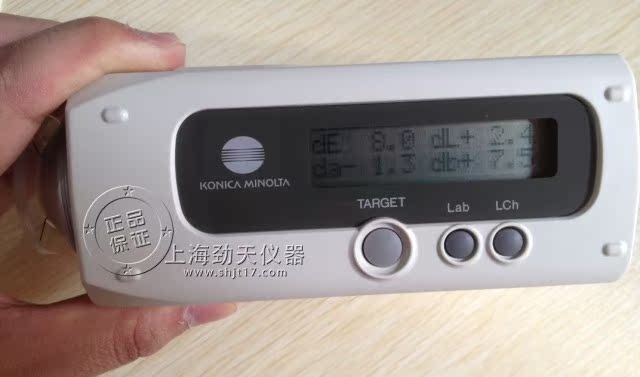 dE 8.0 dL+ 2.4
da- 1.3 db+ 7.5
KONICA MINOLTA
TARGET
Lab
LCh
正品
保证
上海劲天仪器
www.shjt17.com